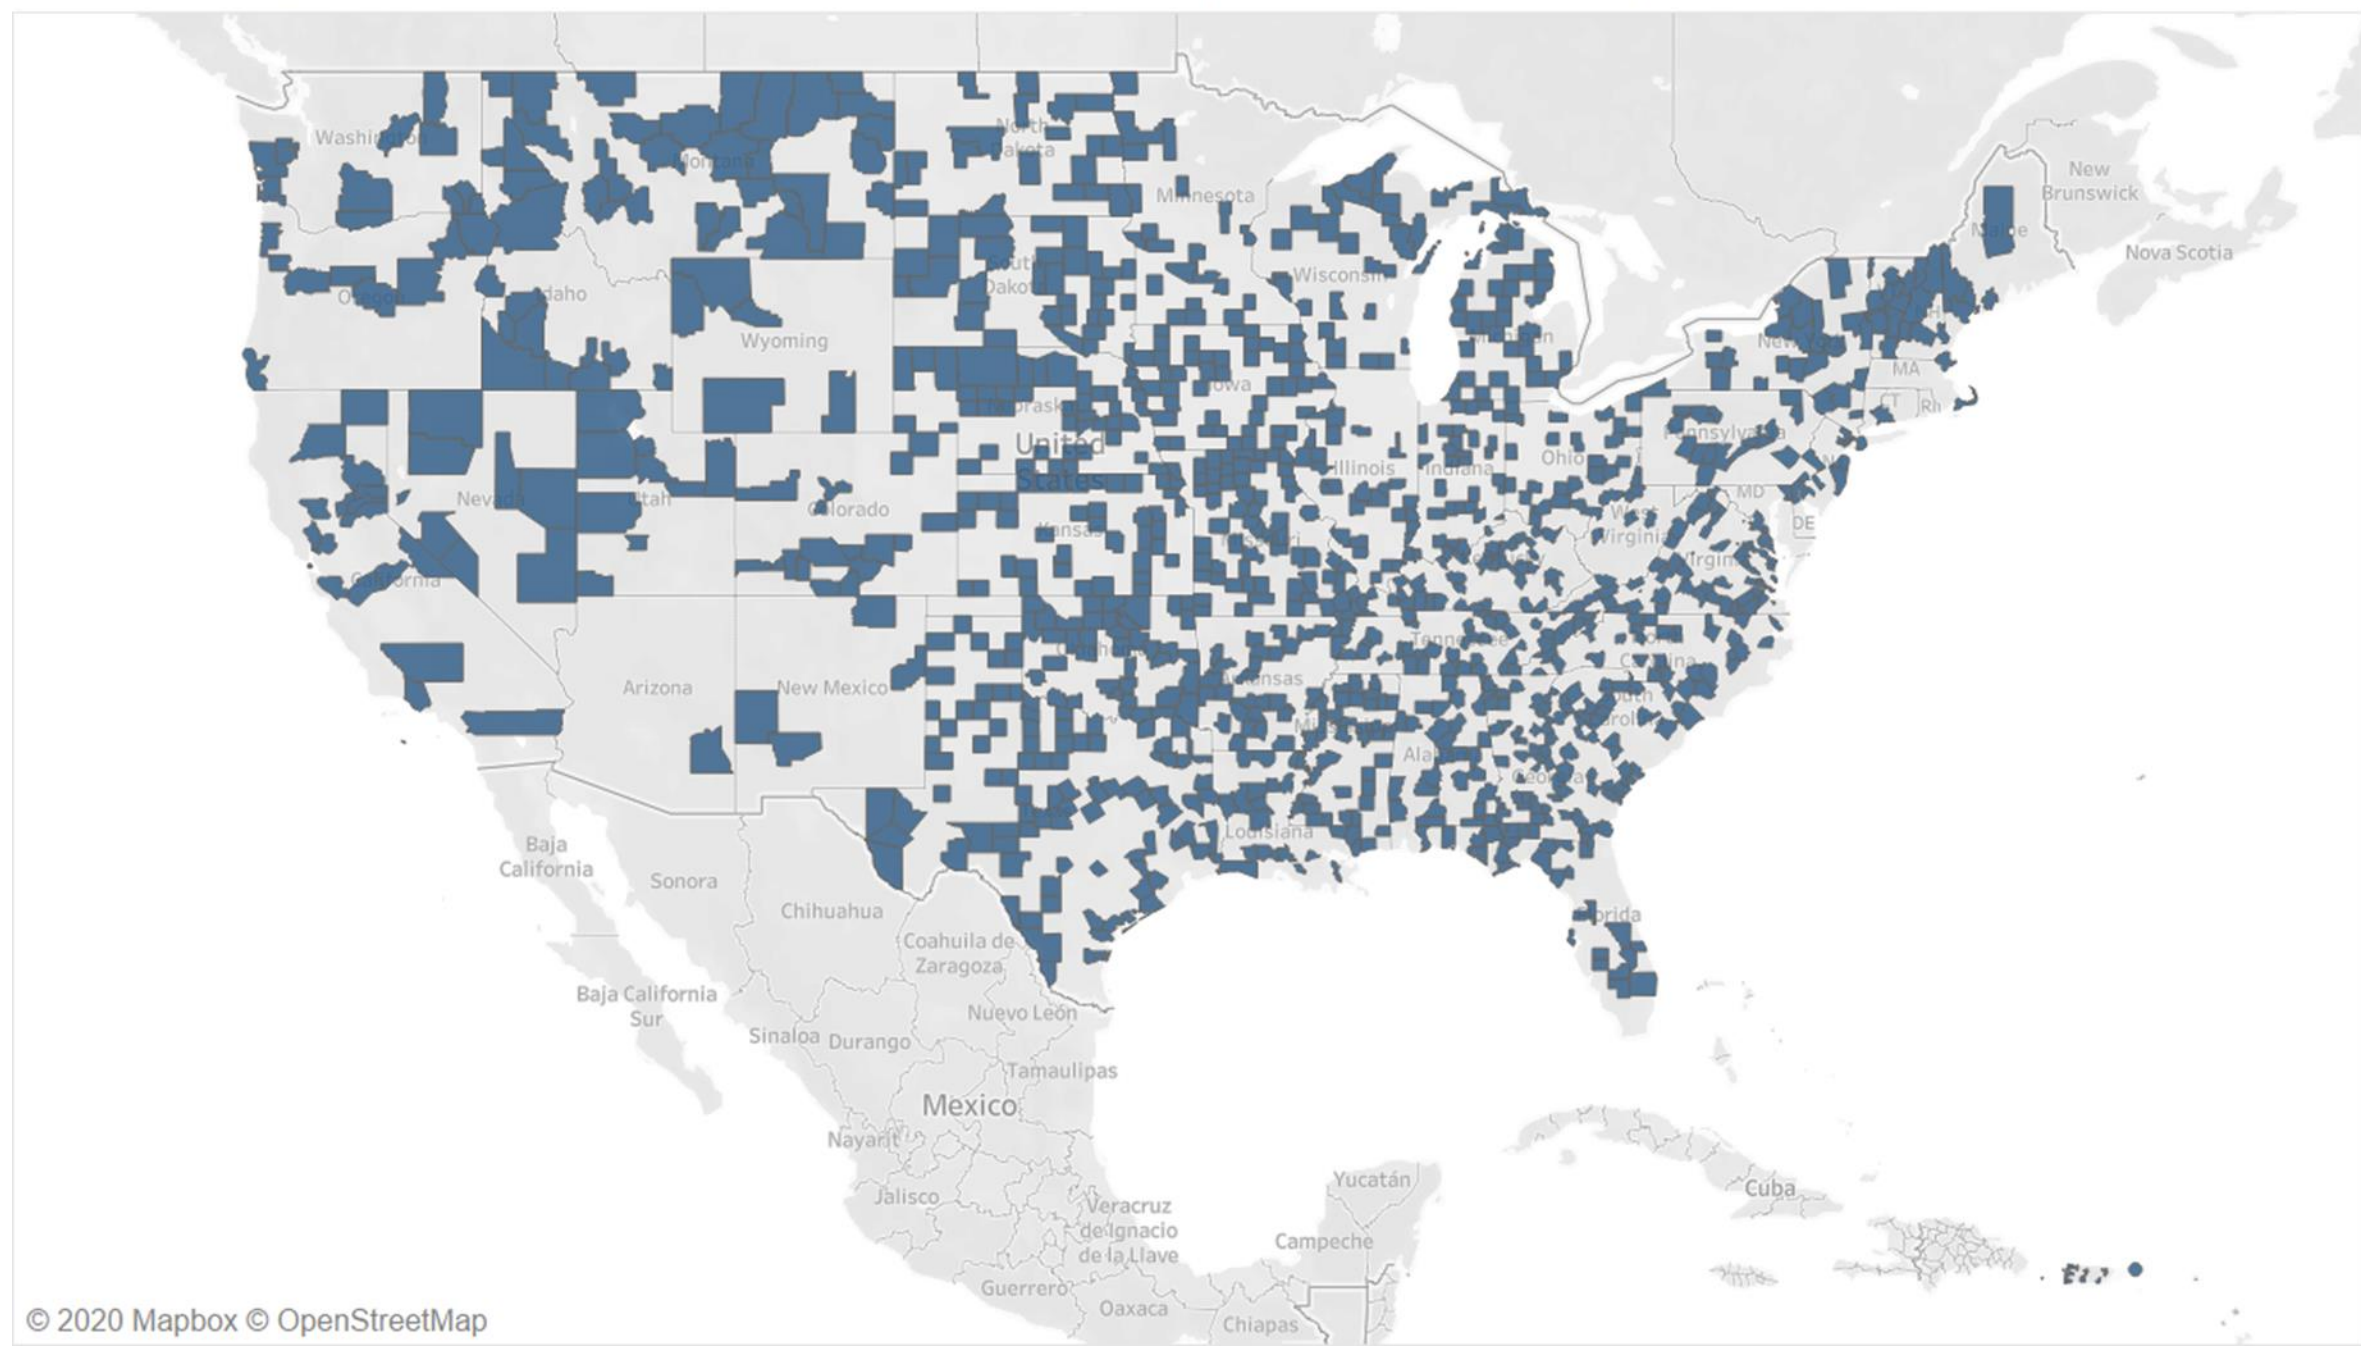 Washington
Montana
North
Dakota
Minnesota
New
Brunswick
Maine
Nova Scotia
Oregon
Idaho
South
Dakota
Wisconsin
Wyoming
Michigan
New York
MA
CT
RI
Iowa
Nebraska
Pennsylvania
United
States
Illinois
Indiana
Ohio
Nevada
Utah
Colorado
Kansas
Missouri
MD
DE
West
Virginia
Virginia
Kentucky
California
Tennessee
North
Carolina
Oklahoma
Arkansas
Arizona
New Mexico
South
Carolina
Mississippi
Alabama
Georgia
Louisiana
Baja
California
Sonora
Chihuahua
Florida
Coahuila de
Zaragoza
Baja California
Sur
Nuevo León
Sinaloa
Durango
Tamaulipas
Mexico
Nayarit
Yucatán
Cuba
Jalisco
Veracruz
de Ignacio
de la Llave
Campeche
Guerrero
Oaxaca
Chiapas
© 2020 Mapbox © OpenStreetMap